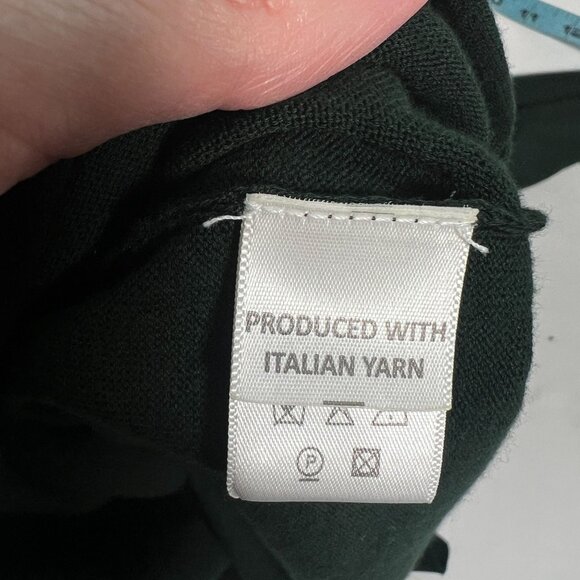 PRODUCED WITH
ITALIAN YARN
P